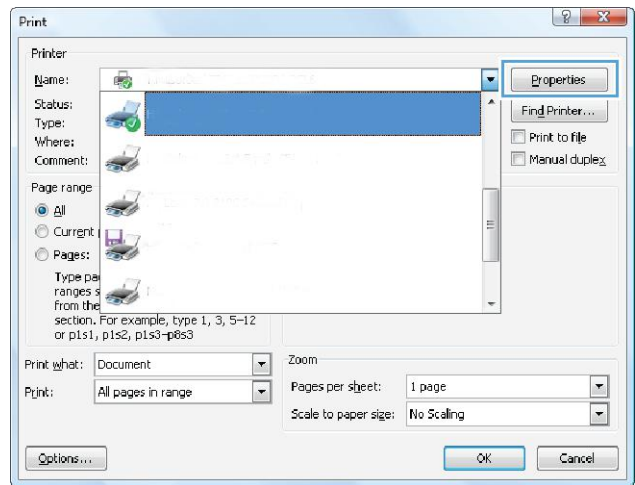 Print
Printer
Name:
Properties
Status:
Find Printer...
Type:
Where:
Print to file
Comment:
Manual duplex
Page range
All
Current
Pages:
Type pa
ranges s
from the
section. For example, type 1, 3, 5–12
or p1s1, p1s2, p1s3–p8s3
Print what: Document
Zoom
Print: All pages in range
Pages per sheet: 1 page
Scale to paper size: No Scaling
Options...
OK
Cancel